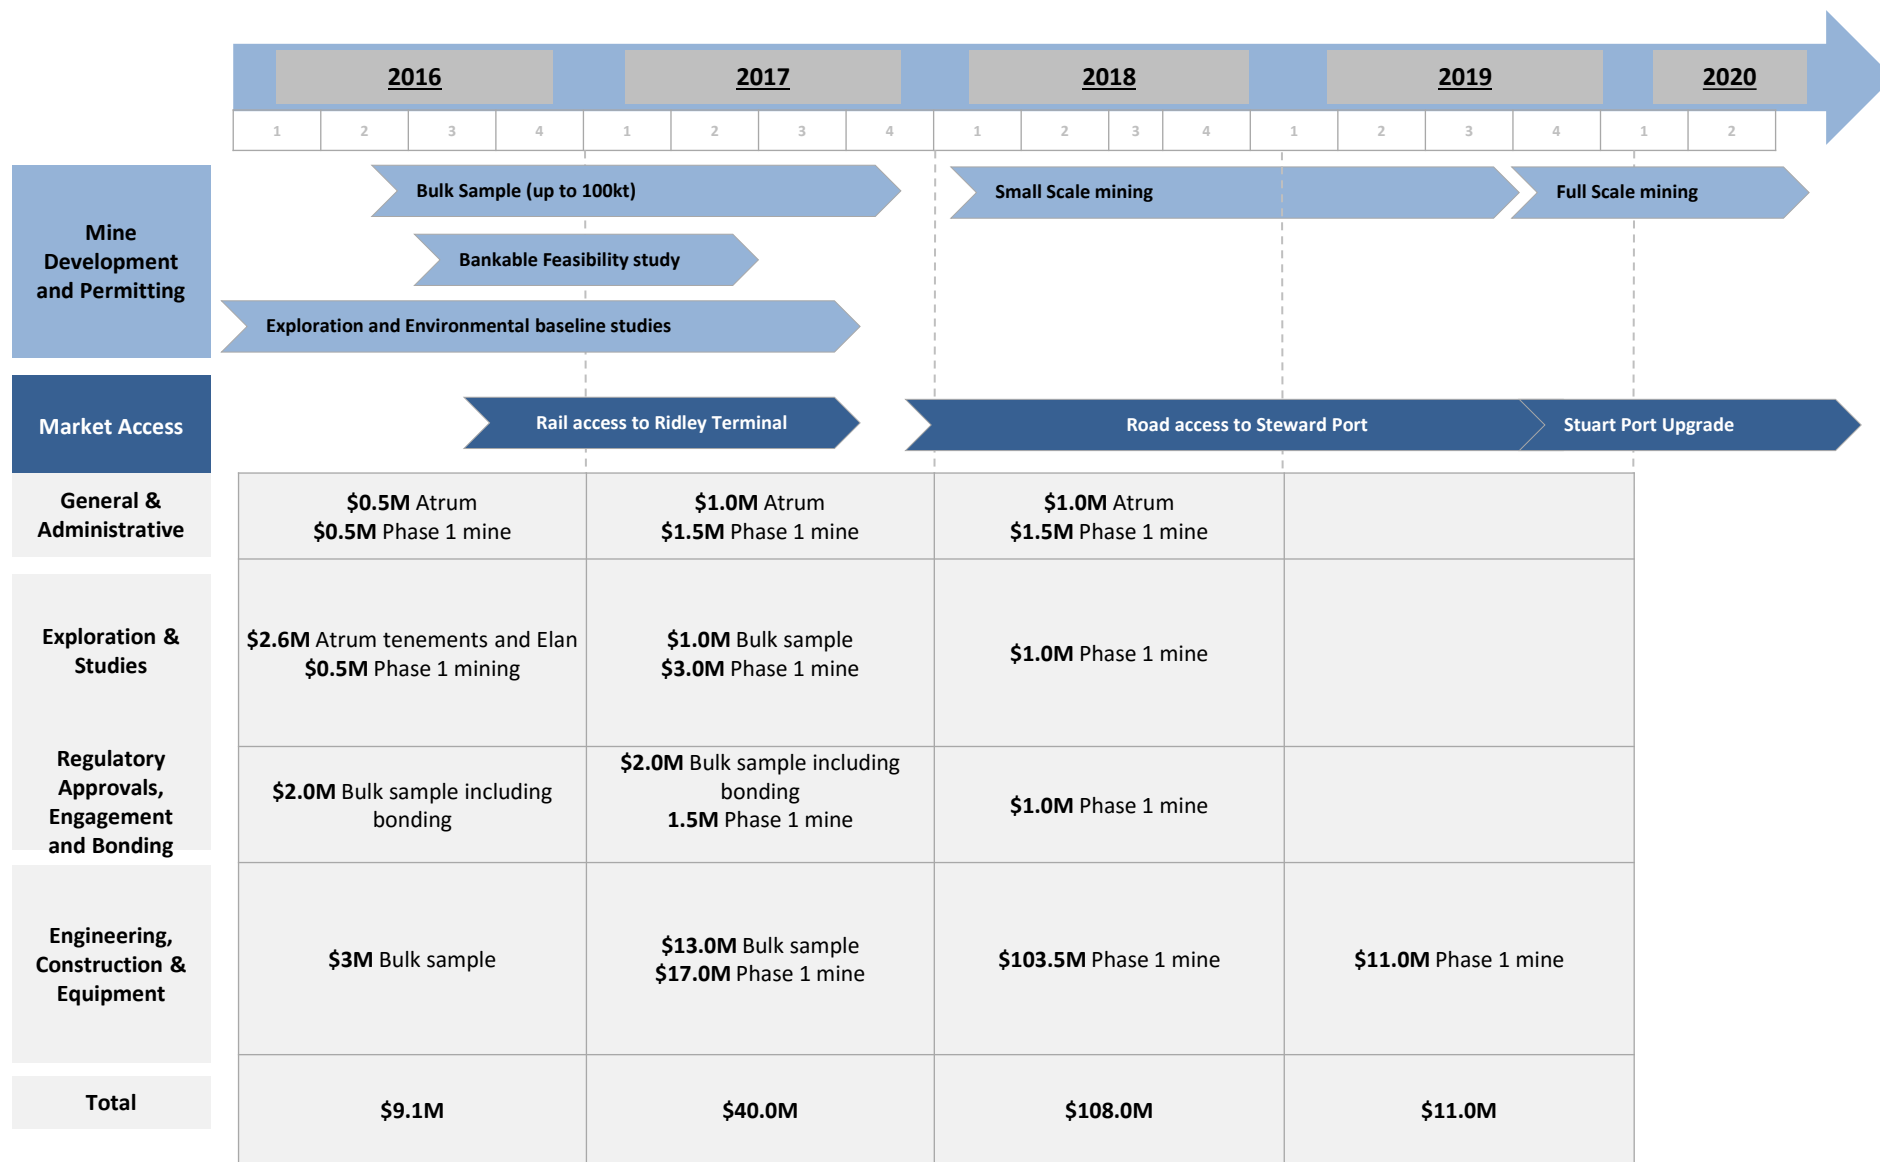 2016 2017 2018 2019 2020
1 2 3 4 1 2 3 4 1 2 3 4 1 2 3 4 1 2
Mine
Development
and Permitting
Bulk Sample (up to 100kt)
Small Scale mining
Full Scale mining
Bankable Feasibility study
Exploration and Environmental baseline studies
Market Access
Rail access to Ridley Terminal
Road access to Steward Port
Stuart Port Upgrade
General &
Administrative
$0.5M Atrum
$0.5M Phase 1 mine
$1.0M Atrum
$1.5M Phase 1 mine
$1.0M Atrum
$1.5M Phase 1 mine
Exploration &
Studies
$2.6M Atrum tenements and Elan
$0.5M Phase 1 mining
$1.0M Bulk sample
$3.0M Phase 1 mine
$1.0M Phase 1 mine
Regulatory
Approvals,
Engagement
and Bonding
$2.0M Bulk sample including
bonding
$2.0M Bulk sample including
bonding
1.5M Phase 1 mine
$1.0M Phase 1 mine
Engineering,
Construction &
Equipment
$3M Bulk sample
$13.0M Bulk sample
$17.0M Phase 1 mine
$103.5M Phase 1 mine
$11.0M Phase 1 mine
Total
$9.1M
$40.0M
$108.0M
$11.0M